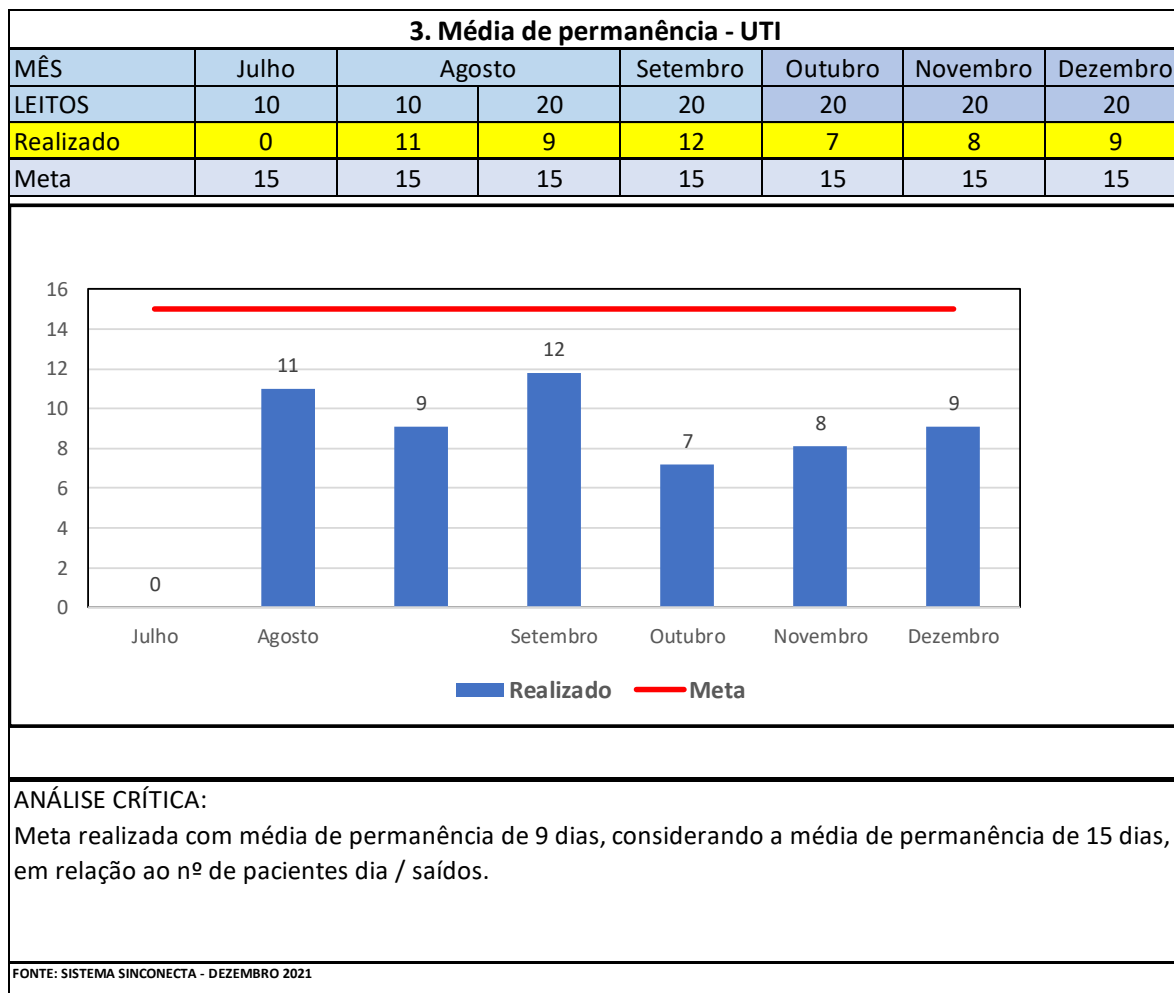 3. Média de permanência - UTI
MÊS Julho Agosto Setembro Outubro Novembro Dezembro
LEITOS 10 10 20 20 20 20 20
Realizado 0 11 9 12 7 8 9
Meta 15 15 15 15 15 15 15
16
14
12
10
8
6
4
2
0
0 11 9 12 7 8 9
Julho Agosto Setembro Outubro Novembro Dezembro
Realizado Meta
ANÁLISE CRÍTICA:
Meta realizada com média de permanência de 9 dias, considerando a média de permanência de 15 dias,
em relação ao nº de pacientes dia / saídos.
FONTE: SISTEMA SINCONECTA - DEZEMBRO 2021